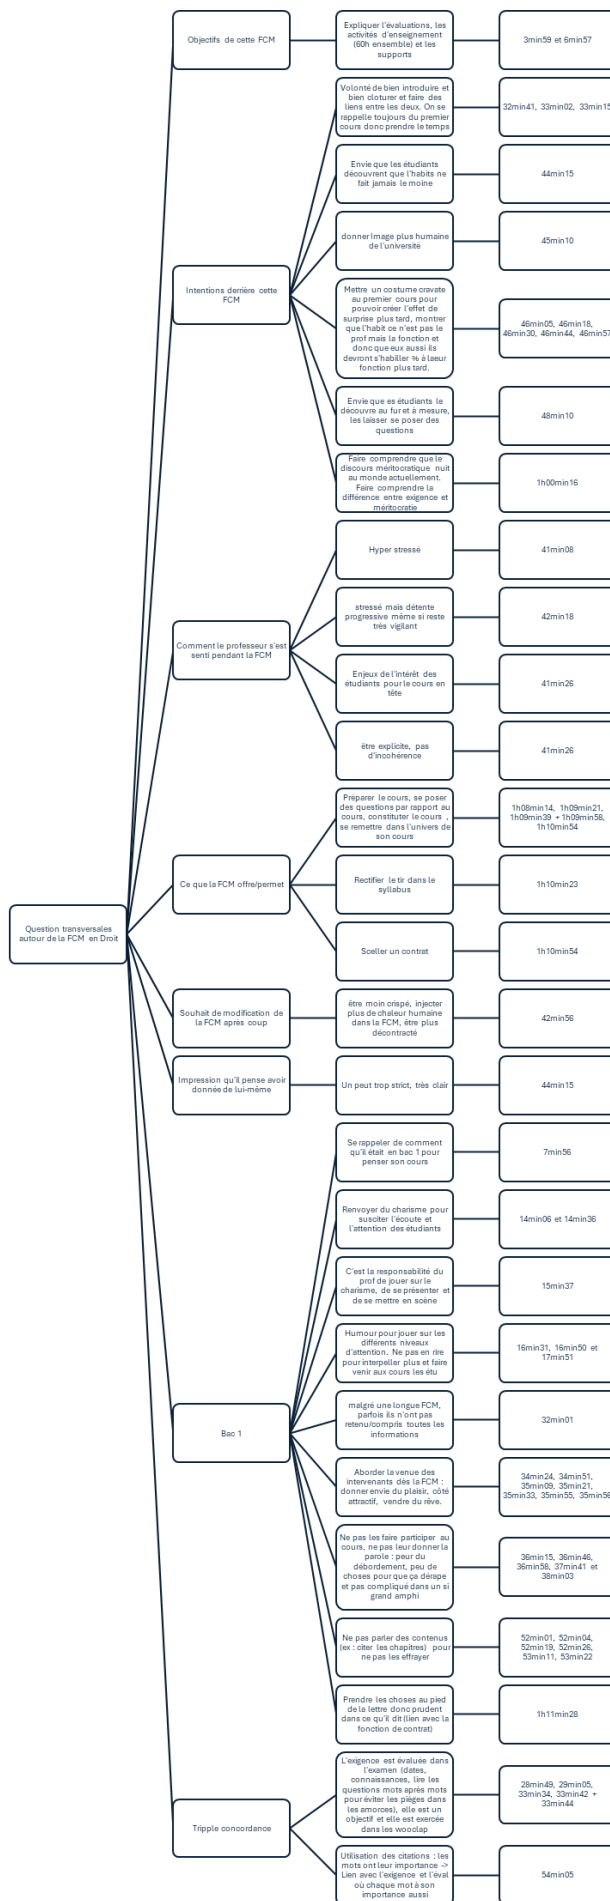 Objectifs de cette FCM
Expliquer l'évaluations, les
activités d'enseignement
(60h ensemble) et les
supports
3min59 et 6min57
Intentions derrière cette
FCM
Volonté de bien introduire et
bien cloturer et faire des
liens entre les deux. On se
rappelle toujours du premier
cours donc prendre le temps
32min41, 33min02, 33min15
Envie que les étudiants
découvrent que l'habits ne
fait jamais le moine
44min15
donner Image plus humaine
de l'université
45min10
Mettre un costume cravate
au premier cours pour
pouvoir créer l'effet de
surprise plus tard, montrer
que l'habit ce n'est pas le
prof mais la fonction et
donc que eux aussi ils
devront s'habiller % à laeur
fonction plus tard.
46min05, 46min18,
46min30, 46min44, 46min57
Envie que es étudiants le
découvre au fur et à mesure,
les laisser se poser des
questions
48min10
Faire comprendre que le
discours méritocratique nuit
au monde actuellement.
Faire comprendre la
différence entre exigence et
méritocratie
1h00min16
Comment le professeur s'est
senti pendant la FCM
Hyper stressé
41min08
stressé mais détente
progressive même si reste
très vigilant
42min18
Enjeux de l'intérêt des
étudiants pour le cours en
tête
41min26
être explicite, pas
d'incohérence
41min26
Question transversales
autour de la FCM en Droit
Ce que la FCM offre/permet
Préparer le cours, se poser
des questions par rapport au
cours, constituter le cours ,
se remettre dans l'univers de
son cours
1h08min14, 1h09min21,
1h09min39 + 1h09min58,
1h10min54
Rectifier le tir dans le
syllabus
1h10min23
Sceller un contrat
1h10min54
Souhait de modification de
la FCM après coup
être moin crispé, injecter
plus de chaleur humaine
dans la FCM, être plus
décontracté
42min56
Impression qu'il pense avoir
donnée de lui-même
Un peut trop strict, très clair
44min15
Bac 1
Se rappeler de comment
qu'il était en bac 1 pour
penser son cours
7min56
Renvoyer du charisme pour
susciter l'écoute et
l'attention des étudiants
14min06 et 14min36
C'est la responsabilité du
prof de jouer sur le
charisme, de se présenter et
de se mettre en scène
15min37
Humour pour jouer sur les
différents niveaux
d'attention. Ne pas en rire
pour interpeller plus et faire
venir aux cours les étu
16min31, 16min50 et
17min51
malgré une longue FCM,
parfois ils n'ont pas
retenu/compris toutes les
informations
32min01
Aborder la venue des
intervenants dès la FCM :
donner envie du plaisir, côté
attractif, vendre du rêve.
34min24, 34min51,
35min09, 35min21,
35min33, 35min55, 35min56
Ne pas les faire participer au
cours, ne pas leur donner la
parole : peur du
débordement, peu de
choses pour que ça dérape
et pas compliqué dans un si
grand amphi
36min15, 36min46,
36min58, 37min41 et
38min03
Ne pas parler des contenus
(ex : citer les chapitres) pour
ne pas les effrayer
52min01, 52min04,
52min19, 52min26,
53min11, 53min22
Prendre les choses au pied
de la lettre donc prudent
dans ce qu'il dit (lien avec la
fonction de contrat)
1h11min28
Tripple concordance
L'exigence est évaluée dans
l'examen (dates,
connaissances, lire les
questions mots après mots
pour éviter les pièges dans
les amorces), elle est un
objectif et elle est exercée
dans les wooclap
28min49, 29min05,
33min34, 33min42 +
33min44
Utilisation des citations : les
mots ont leur importance ->
Lien avec l'exigence et l'éval
où chaque mot à son
importance aussi
54min05